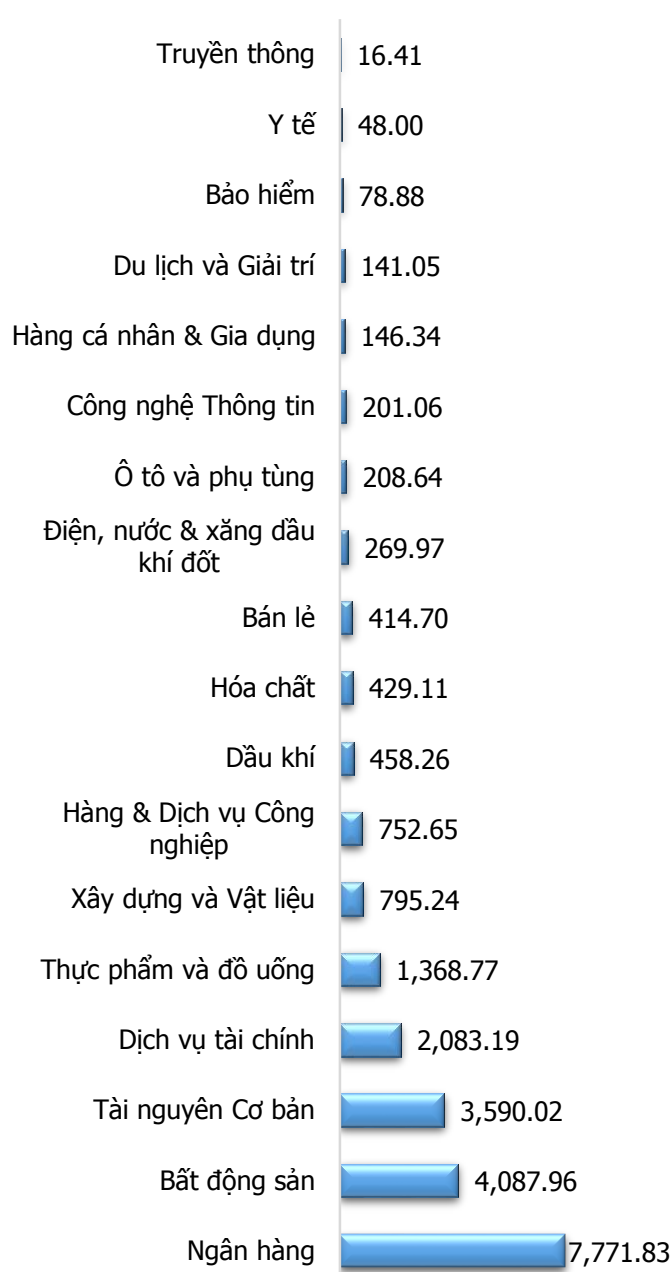 Truyền thông 16.41
Y tế 48.00
Bảo hiểm 78.88
Du lịch và Giải trí 141.05
Hàng cá nhân & Gia dụng 146.34
Công nghệ Thông tin 201.06
Ô tô và phụ tùng 208.64
Điện, nước & xăng dầu
khí đốt 269.97
Bán lẻ 414.70
Hóa chất 429.11
Dầu khí 458.26
Hàng & Dịch vụ Công
nghiệp 752.65
Xây dựng và Vật liệu 795.24
Thực phẩm và đồ uống 1,368.77
Dịch vụ tài chính 2,083.19
Tài nguyên Cơ bản 3,590.02
Bất động sản 4,087.96
Ngân hàng 7,771.83